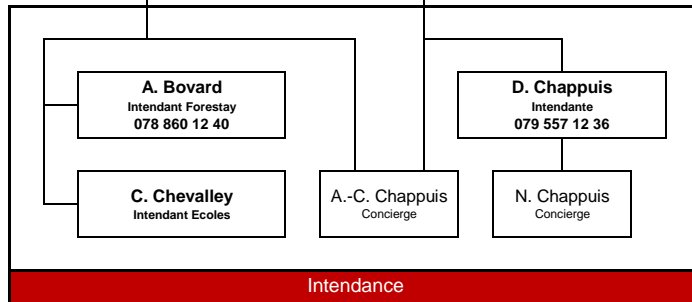 A. Bovard
Intendant Forestay
078 860 12 40
D. Chappuis
Intendante
079 557 12 36
C. Chevalley
Intendant Ecoles
A.-C. Chappuis
Concierge
N. Chappuis
Concierge
Intendance